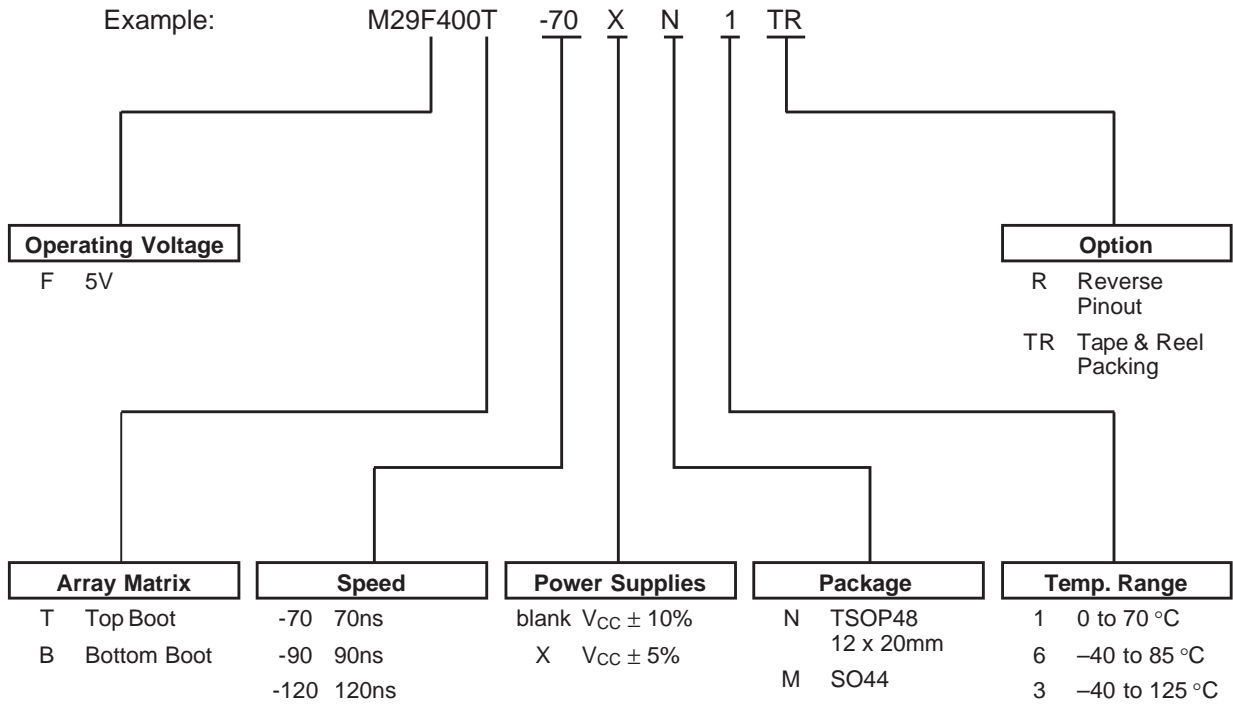 Example: M29F400T -70 X N 1 TR
Operating Voltage
F 5V
Option
R Reverse
Pinout
TR Tape & Reel
Packing
Array Matrix
T Top Boot
B Bottom Boot
Speed
-70 70ns
-90 90ns
-120 120ns
Power Supplies
blank VCC ± 10%
X VCC ± 5%
Package
N TSOP48
12 x 20mm
M SO44
Temp. Range
1 0 to 70 °C
6 –40 to 85 °C
3 –40 to 125 °C